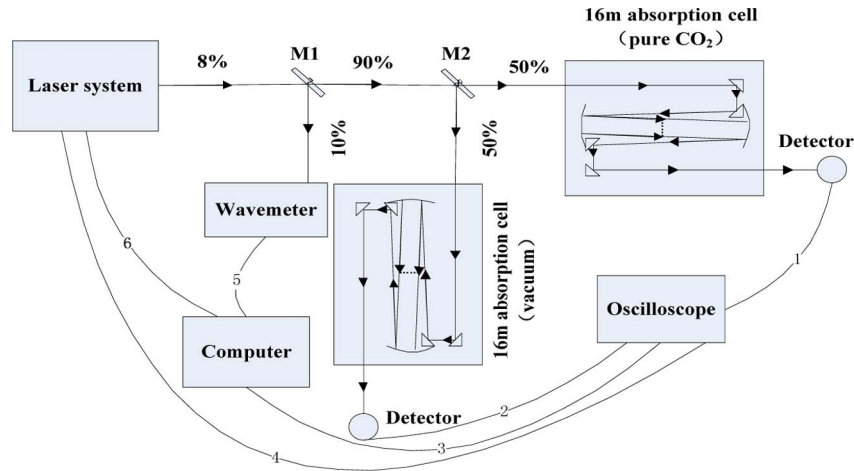 16m absorption cell
(pure CO₂)
M1
M2
8%
90%
50%
Laser system
10%
50%
Detector
Wavemeter
16m absorption cell
(vacuum)
6
5
1
Oscilloscope
Computer
Detector
2
3
4